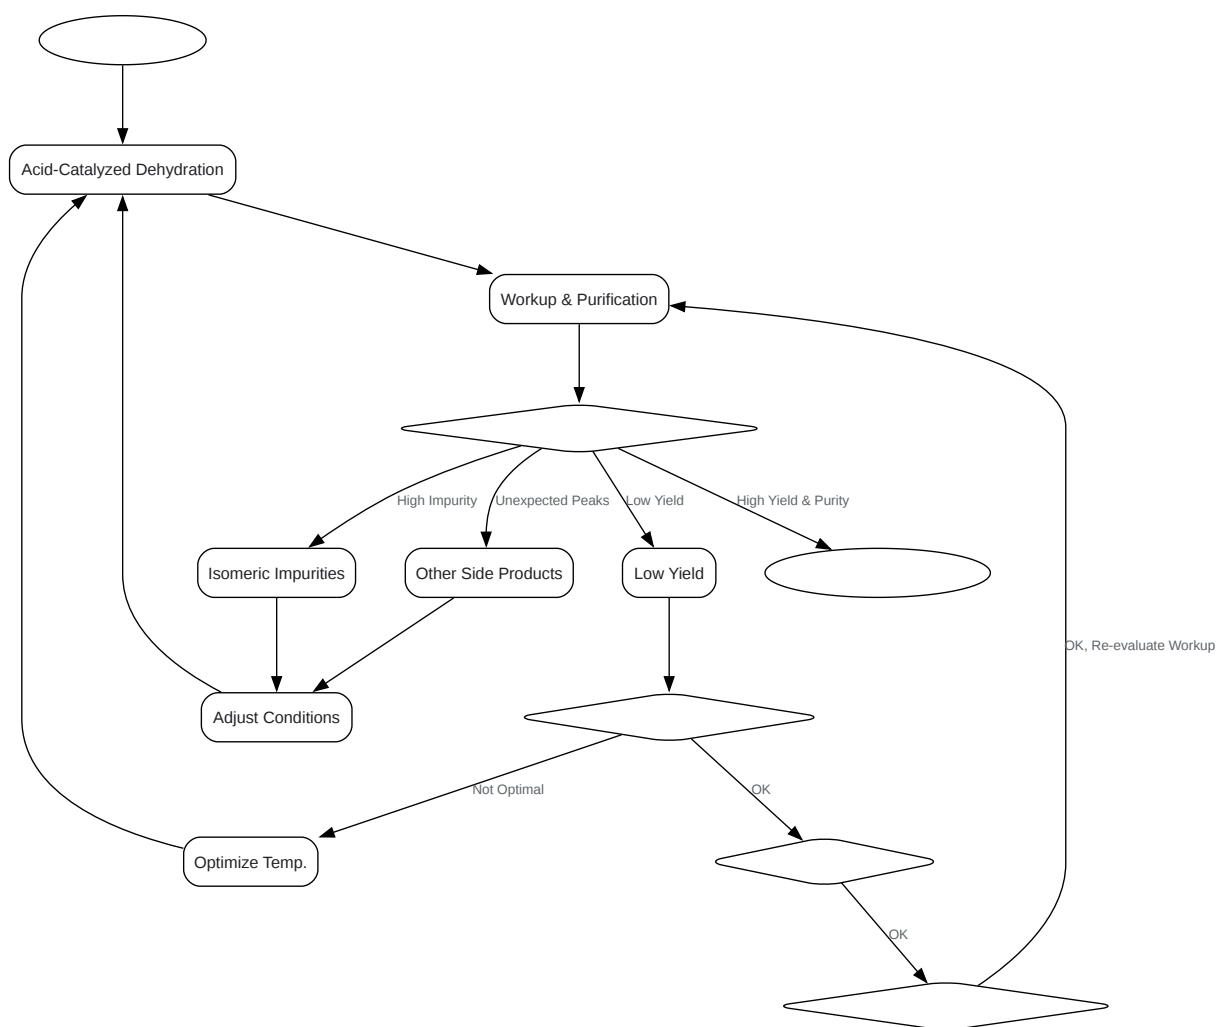 Acid-Catalyzed Dehydration
Workup & Purification
High Impurity
Unexpected Peaks
Low Yield
High Yield & Purity
Isomeric Impurities
Other Side Products
Low Yield
OK, Re-evaluate Workup
Adjust Conditions
Not Optimal
OK
Optimize Temp.
OK